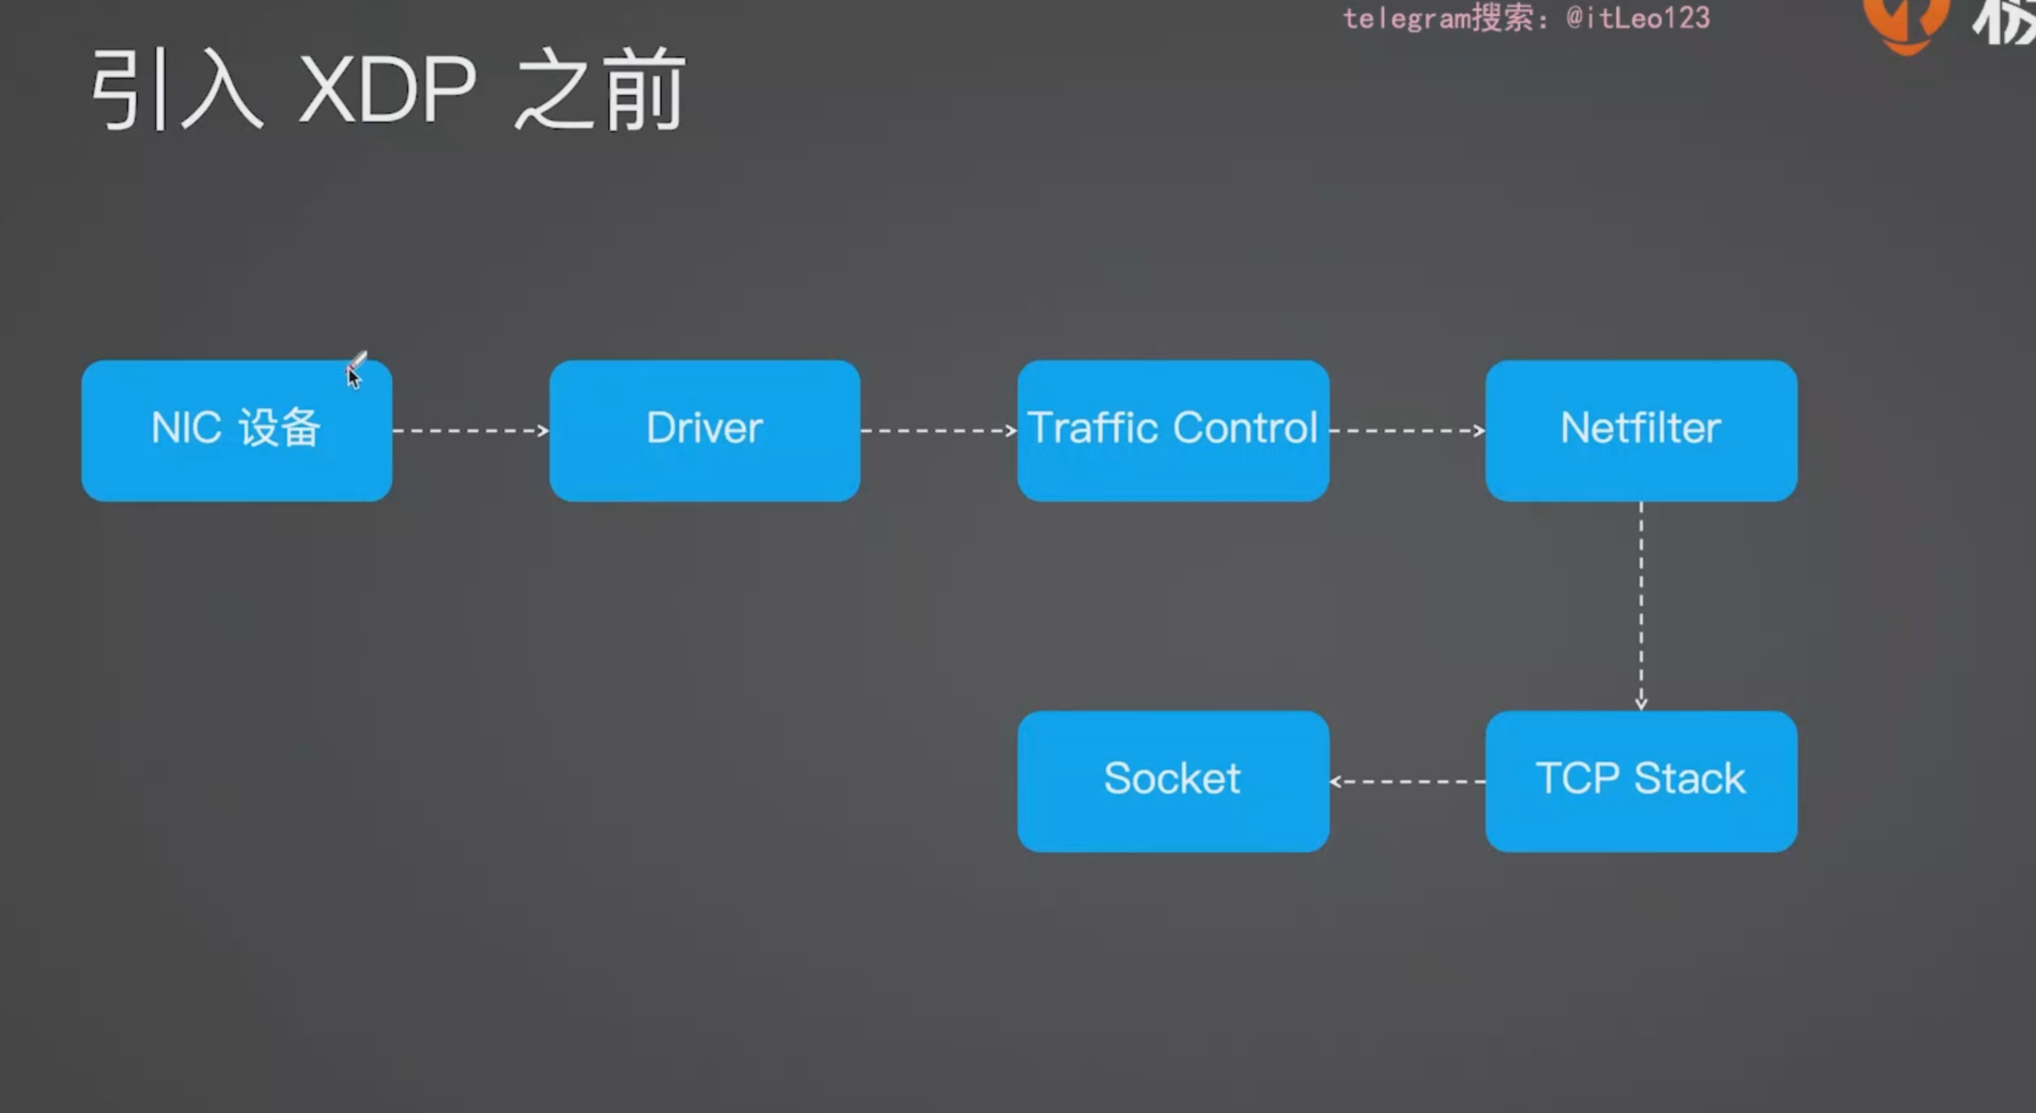 telegram搜索：@itLeo123
引入 XDP 之前
NIC 设备
Driver
Traffic Control
Netfilter
Socket
TCP Stack